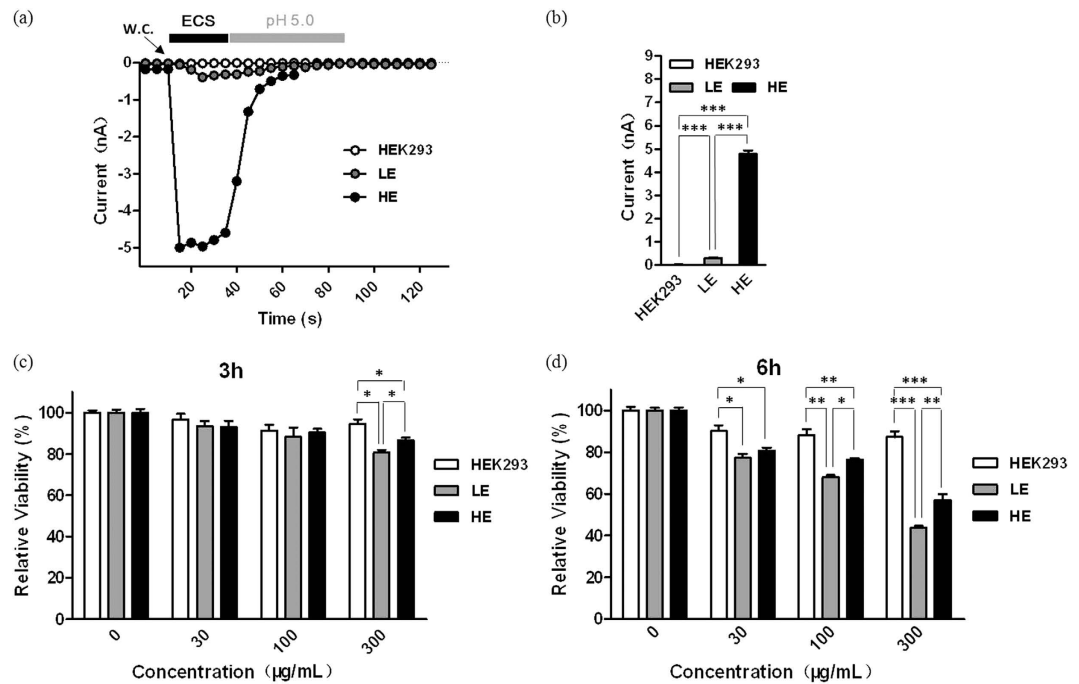 (a)
W.C.
ECS
pH 5.0
0
-1
-2
-3
-4
-5
Current (nA)
HEK293
LE
HE
20
40
60
80
100
120
Time (s)
(b)
HEK293
LE
HE
9
8
7
6
5
4
3
2
1
0
Current (nA)
***
***
***
HEK293
LE
HE
(c)
3h
120
100
80
60
40
20
0
Relative Viability (%)
*
*
*
HEK293
LE
HE
0
30
100
300
Concentration (µg/mL)
(d)
6h
120
100
80
60
40
20
0
Relative Viability (%)
*
*
**
**
*
***
***
**
HEK293
LE
HE
0
30
100
300
Concentration (µg/mL)